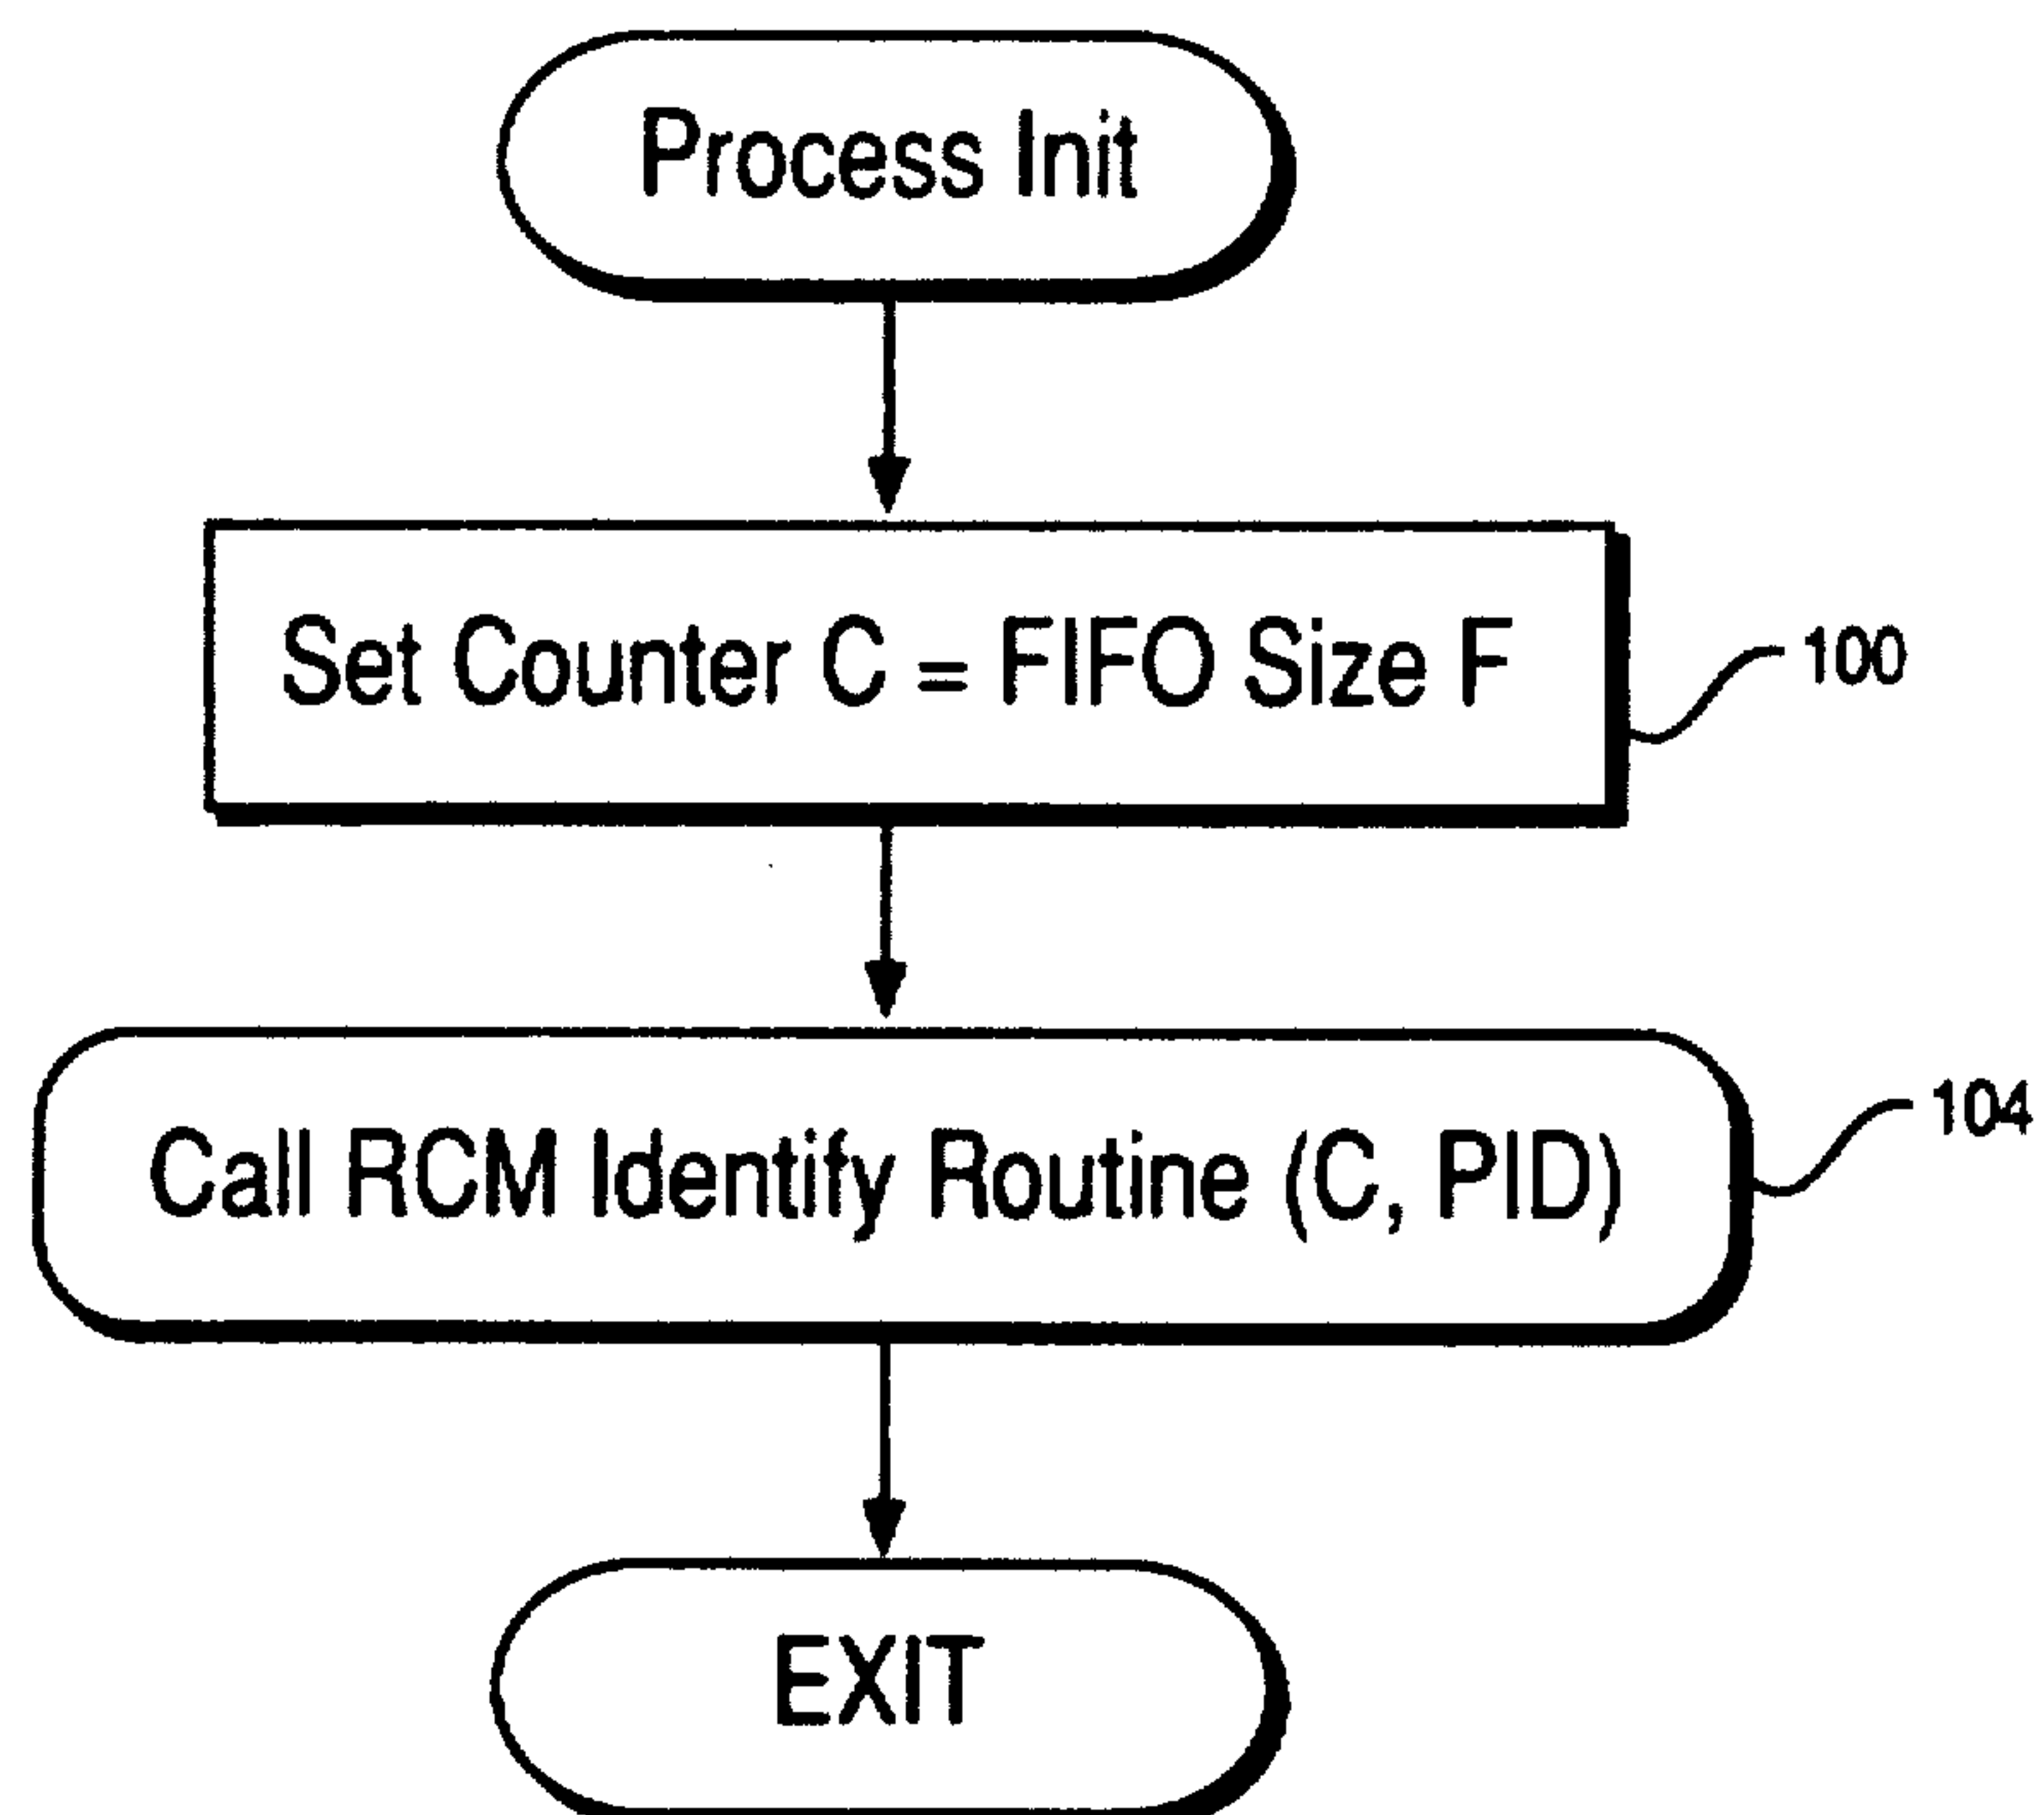 Process Init
Set Counter C = FIFO Size F
100
Call RCM Identify Routine (C, PID)
104
EXIT